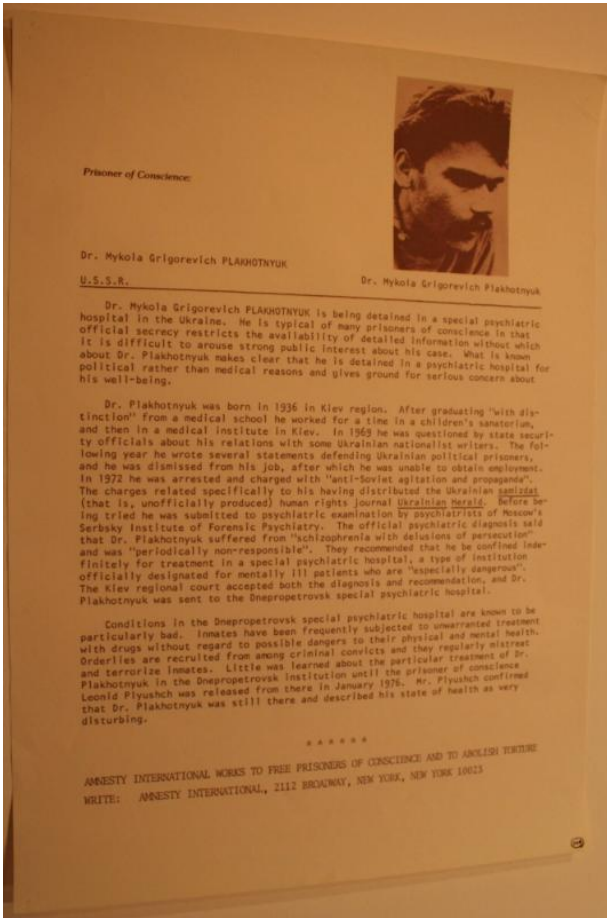 Prisoner of Conscience:
Dr. Mykola Grigorevich PLAKHOTNYUK
U.S.S.R.
Dr. Mykola Grigorevich Plakhotnyuk
Dr. Mykola Grigorevich PLAKHOTNYUK is being detained in a special psychiatric
hospital in the Ukraine. He is typical of many prisoners of conscience in that
official secrecy restricts the availability of detailed information without which
it is difficult to arouse strong public interest about his case. What is known
about Dr. Plakhotnyuk makes clear that he is detained in a psychiatric hospital for
political rather than medical reasons and gives ground for serious concern about
his well-being.
Dr. Plakhotnyuk was born in 1936 in Kiev region. After graduating "with dis-
tinction" from a medical school he worked for a time in a children's sanatorium,
and then in a medical institute in Kiev. In 1969 he was questioned by state securi-
ty officials about his relations with some Ukrainian nationalist writers. The fol-
lowing year he wrote several statements defending Ukrainian political prisoners,
and he was dismissed from his job, after which he was unable to obtain employment.
In 1972 he was arrested and charged with "anti-Soviet agitation and propaganda".
The charges related specifically to his having distributed the Ukrainian samizdat
(that is, unofficially produced) human rights journal Ukrainian Herald. Before be-
ing tried he was submitted to psychiatric examination by psychiatrists of Moscow's
Serbsky Institute of Forensic Psychiatry. The official psychiatric diagnosis said
that Dr. Plakhotnyuk suffered from "schizophrenia with delusions of persecution"
and was "periodically non-responsible". They recommended that he be confined inde-
finitely for treatment in a special psychiatric hospital, a type of institution
officially designated for mentally ill patients who are "especially dangerous".
The Kiev regional court accepted both the diagnosis and recommendation, and Dr.
Plakhotnyuk was sent to the Dnepropetrovsk special psychiatric hospital.
Conditions in the Dnepropetrovsk special psychiatric hospital are known to be
particularly bad. Inmates have been frequently subjected to unwarranted treatment
with drugs without regard to possible dangers to their physical and mental health.
Orderlies are recruited from among criminal convicts and they regularly mistreat
and terrorize inmates. Little was learned about the particular treatment of Dr.
Plakhotnyuk in the Dnepropetrovsk institution until the prisoner of conscience
Leonid Plyushch was released from there in January 1976. Mr. Plyushch confirmed
that Dr. Plakhotnyuk was still there and described his state of health as very
disturbing.
* * * * * *
AMNESTY INTERNATIONAL WORKS TO FREE PRISONERS OF CONSCIENCE AND TO ABOLISH TORTURE
WRITE: AMNESTY INTERNATIONAL, 2112 BROADWAY, NEW YORK, NEW YORK 10023